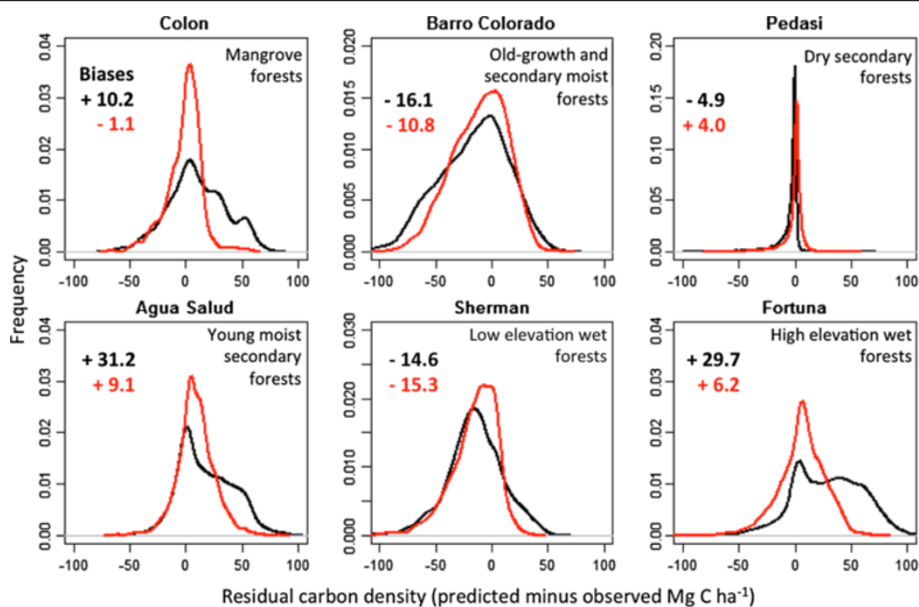 Colon
Barro Colorado
Pedasi
0.04
0.03
0.02
0.01
0.00
Biases
+ 10.2
- 1.1
Mangrove
forests
-100 -50 0 50 100
0.020
0.015
0.010
0.005
0.000
- 16.1
- 10.8
Old-growth and
secondary moist
forests
-100 -50 0 50 100
0.20
0.15
0.10
0.05
0.00
- 4.9
+ 4.0
Dry secondary
forests
-100 -50 0 50 100
Frequency
Agua Salud
Sherman
Fortuna
0.04
0.03
0.02
0.01
0.00
+ 31.2
+ 9.1
Young moist
secondary
forests
-100 -50 0 50 100
0.030
0.020
0.010
0.000
- 14.6
- 15.3
Low elevation wet
forests
-100 -50 0 50 100
0.04
0.03
0.02
0.01
0.00
+ 29.7
+ 6.2
High elevation wet
forests
-100 -50 0 50 100
Residual carbon density (predicted minus observed Mg C ha⁻¹)